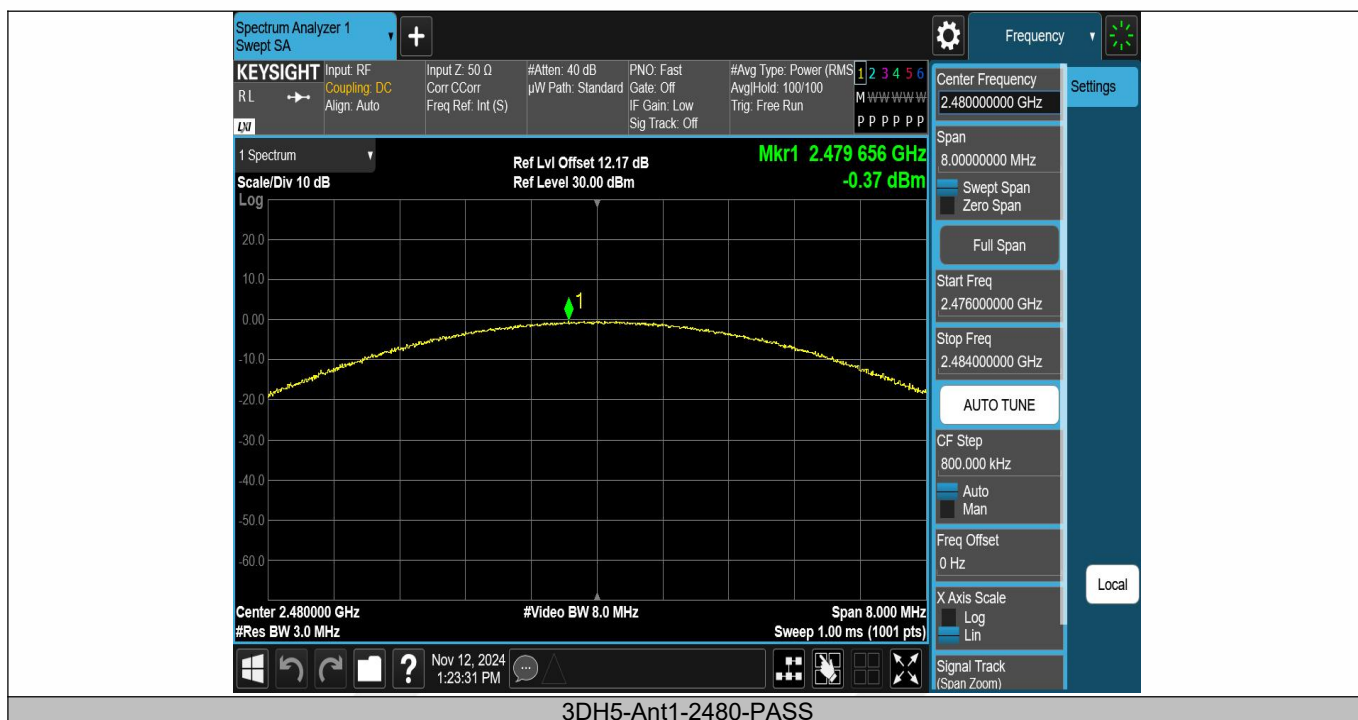 Spectrum Analyzer 1
Swept SA
+
Frequency
KEYSIGHT
RL
LXI
Input: RF
Coupling: DC
Align: Auto
Input Z: 50 Ω
Corr CCorr
Freq Ref: Int (S)
#Atten: 40 dB
µW Path: Standard
PNO: Fast
Gate: Off
IF Gain: Low
Sig Track: Off
#Avg Type: Power (RMS
Avg|Hold: 100/100
Trig: Free Run
1 2 3 4 5 6
M W W W W W
P P P P P P
1 Spectrum
Scale/Div 10 dB
Log
Ref Lvl Offset 12.17 dB
Ref Level 30.00 dBm
Mkr1 2.479 656 GHz
-0.37 dBm
20.0
10.0
0.00
-10.0
-20.0
-30.0
-40.0
-50.0
-60.0
1
Center 2.480000 GHz
#Res BW 3.0 MHz
#Video BW 8.0 MHz
Span 8.000 MHz
Sweep 1.00 ms (1001 pts)
Center Frequency
2.480000000 GHz
Settings
Span
8.00000000 MHz
Swept Span
Zero Span
Full Span
Start Freq
2.476000000 GHz
Stop Freq
2.484000000 GHz
AUTO TUNE
CF Step
800.000 kHz
Auto
Man
Freq Offset
0 Hz
X Axis Scale
Log
Lin
Local
Signal Track
(Span Zoom)
?
Nov 12, 2024
1:23:31 PM
3DH5-Ant1-2480-PASS